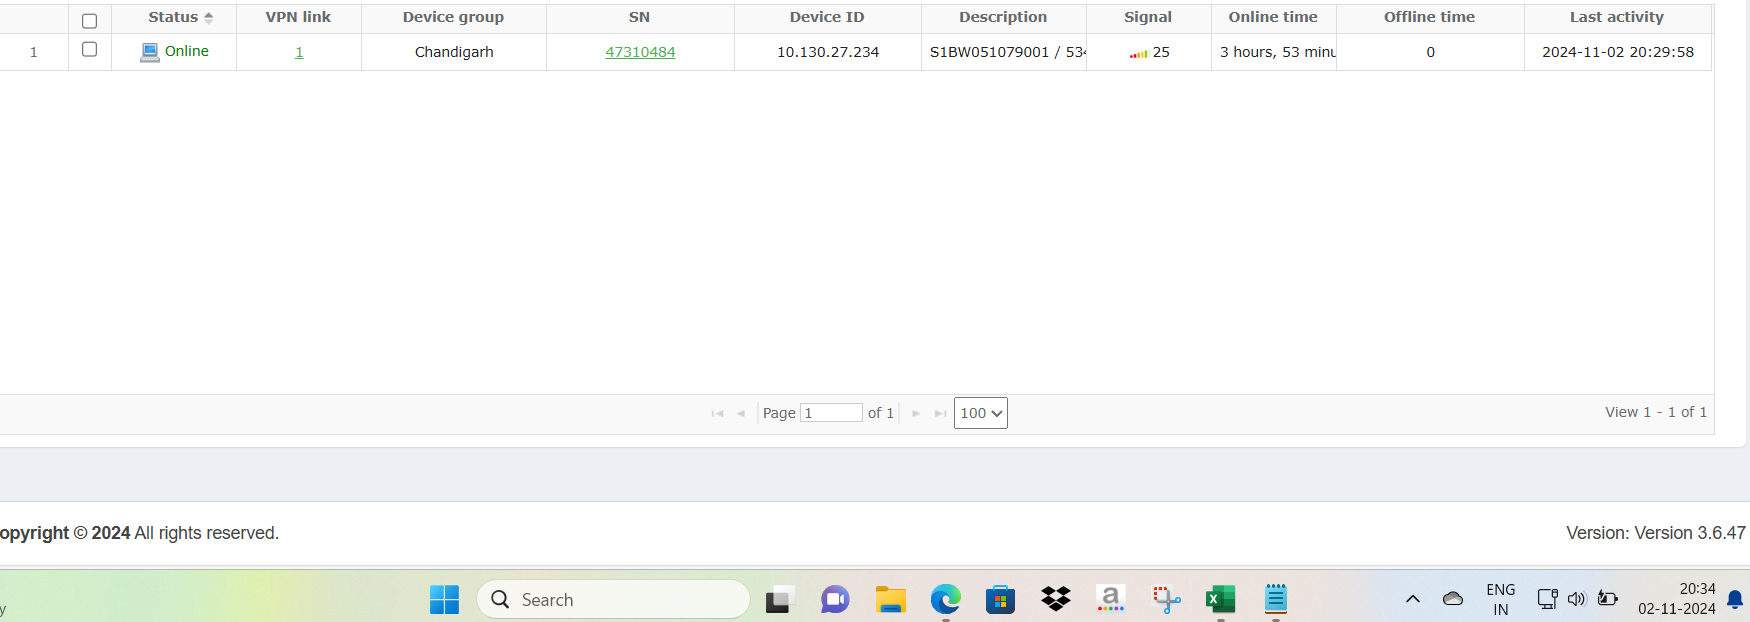 Status VPN link Device group SN Device ID Description Signal Online time Offline time Last activity
1 Online 1 Chandigarh 47310484 10.130.27.234 S1BW051079001 / 534 25 3 hours, 53 minu 0 2024-11-02 20:29:58
Page 1 of 1 100 View 1 - 1 of 1
opyright © 2024 All rights reserved. Version: Version 3.6.47
y Search a ENG 20:34
IN 02-11-2024